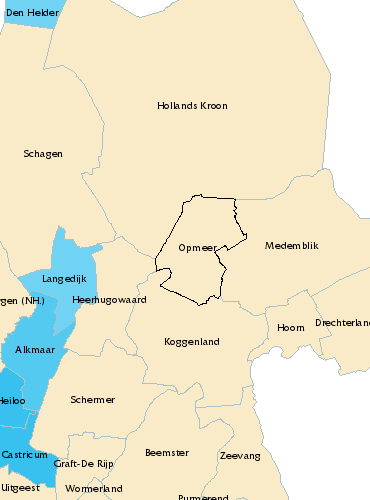 Den Helder
Hollands Kroon
Schagen
Opmeer
Medemblik
Langedijk
rgen (NH.)
Heerhugowaard
Drechterland
Hoorn
Koggenland
Alkmaar
Heiloo
Schermer
Castricum
Beemster
Zeevang
Graft-De Rijp
Uitgeest
Wormerland
Purmerend